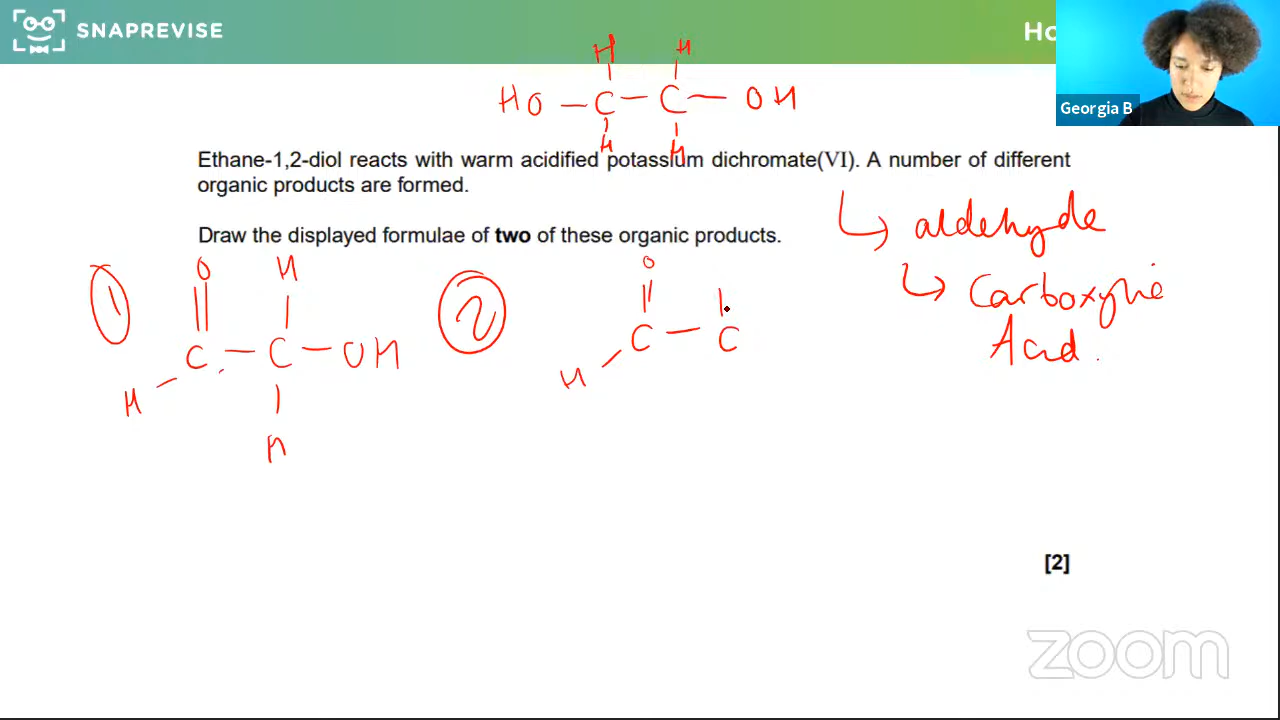 SNAPREVISE
Ho
Georgia B
H H
HO — C — C — OH
H H
Ethane-1,2-diol reacts with warm acidified potassium dichromate(VI). A number of different
organic products are formed.
Draw the displayed formulae of two of these organic products.
aldehyde
Carboxylic
Acid.
1
O H
C — C — OH
H
H
2
O
C — C
H
[2]
zoom